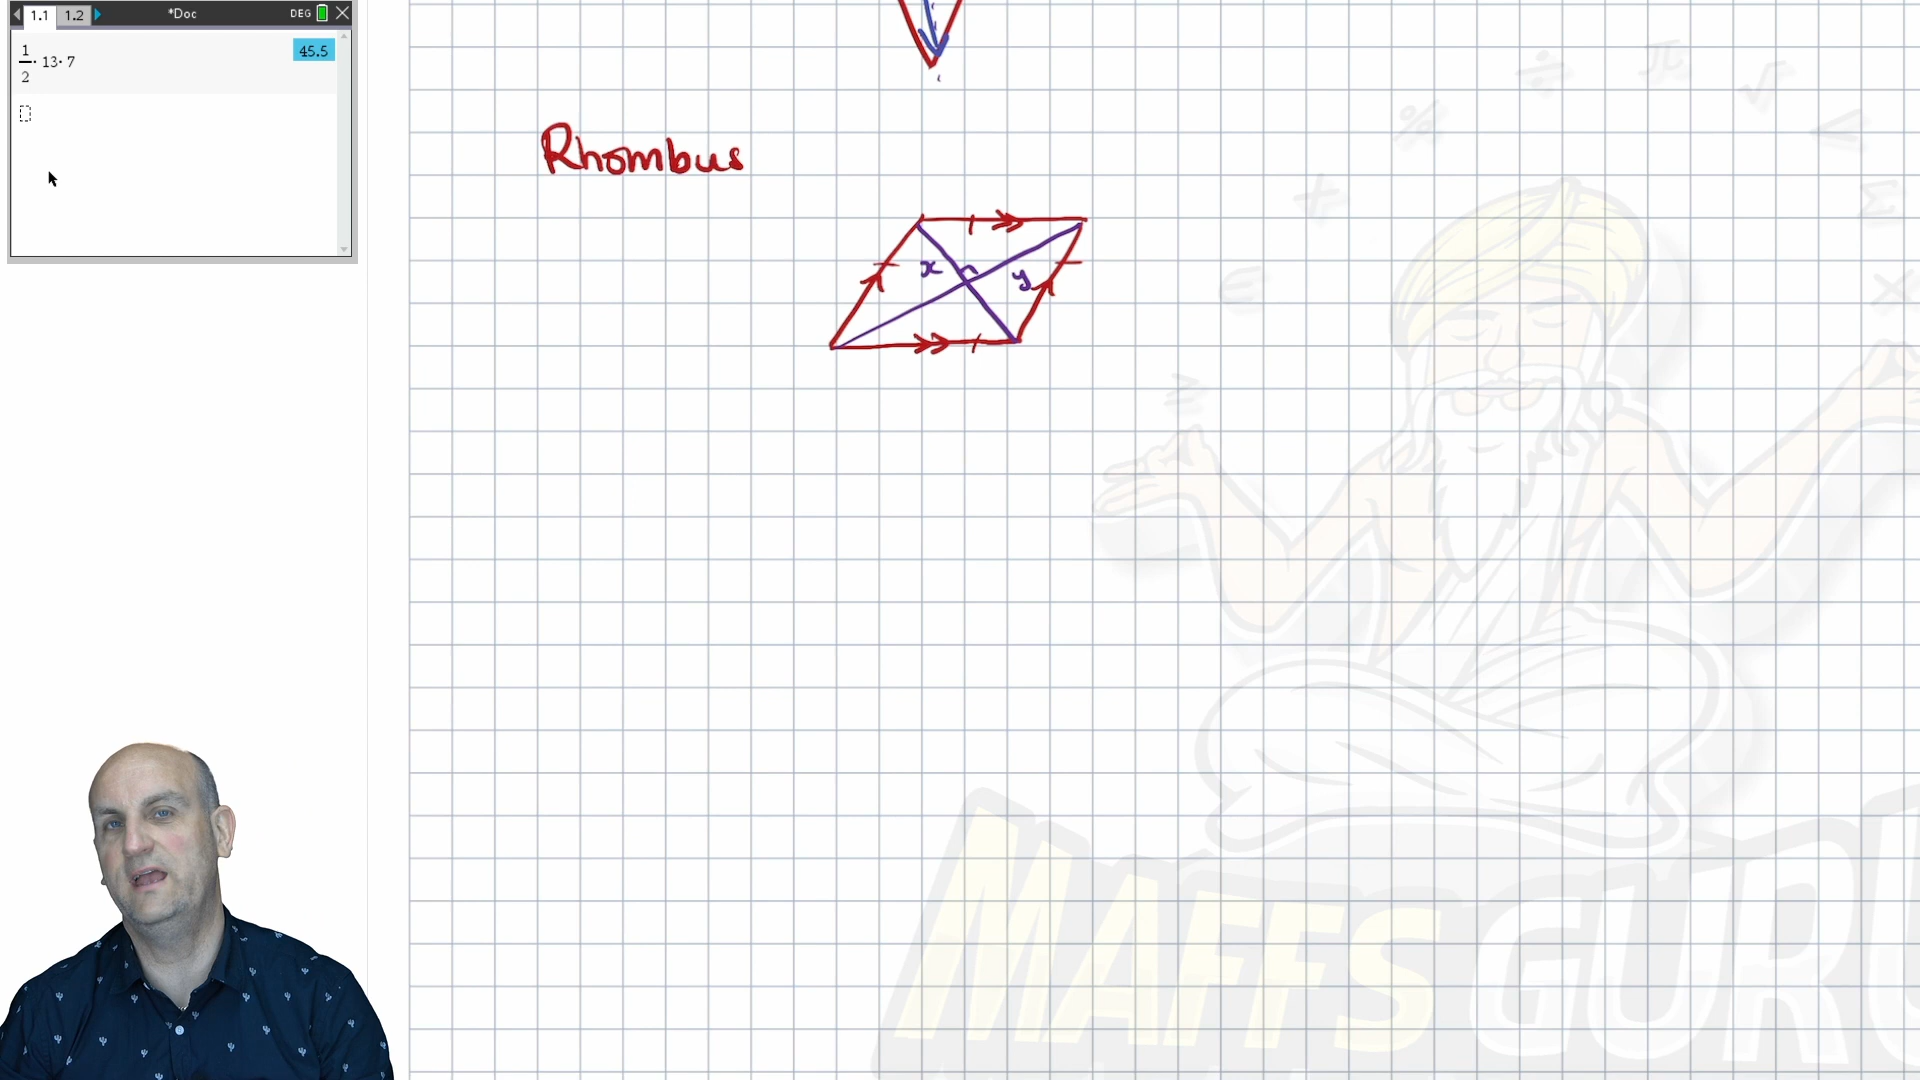 1.1 1.2 *Doc DEG
1/2 · 13 · 7
45.5
Rhombus
x
y
MAFFS GURU